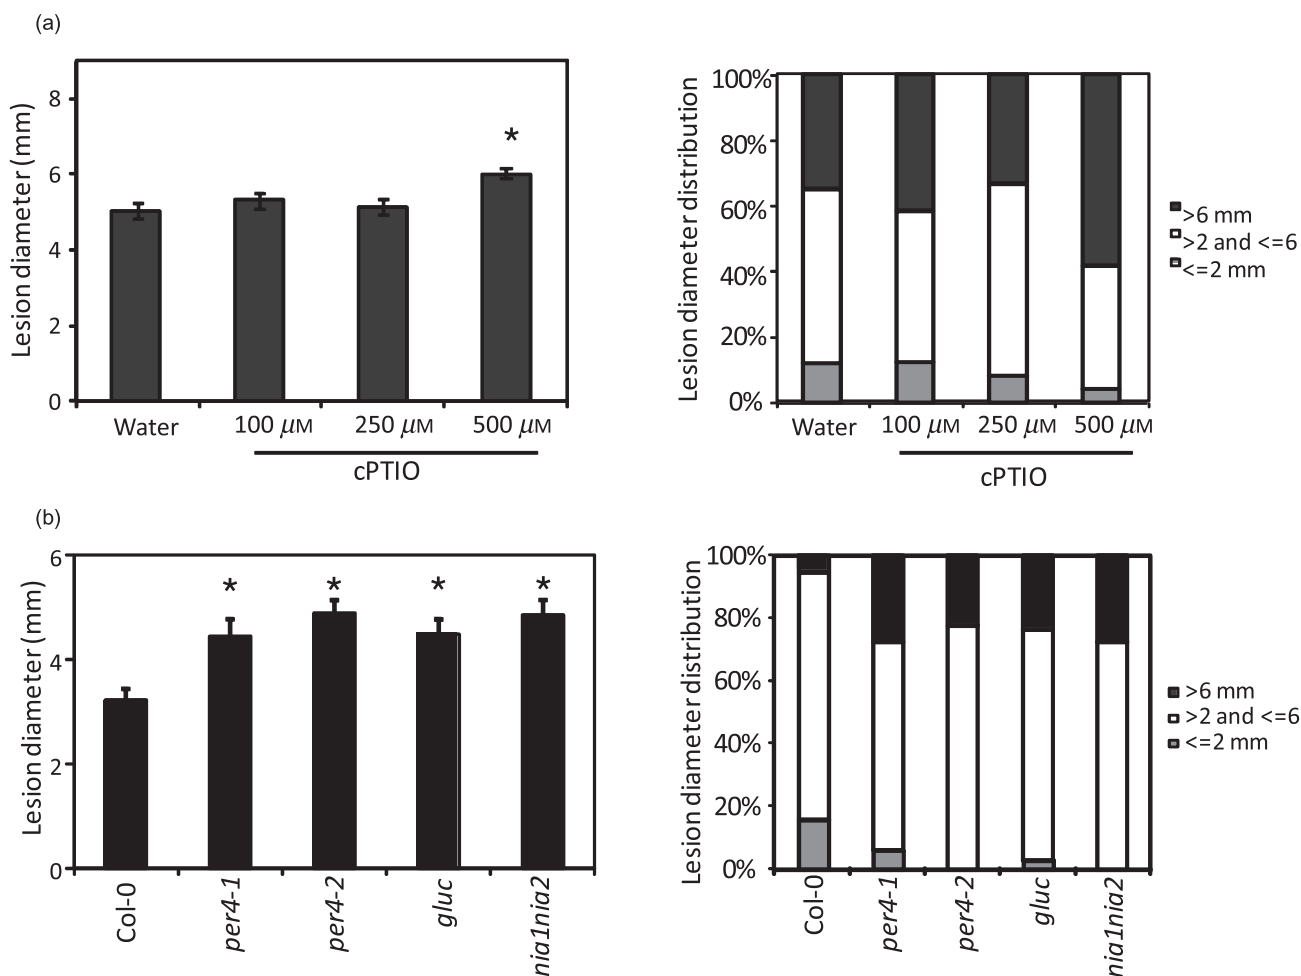 (a)
Lesion diameter (mm)
8
6
4
2
0
*
Water
100 μM
250 μM
500 μM
cPTIO
Lesion diameter distribution
100%
80%
60%
40%
20%
0%
Water
100 μM
250 μM
500 μM
cPTIO
>6 mm
>2 and <=6
<=2 mm
(b)
Lesion diameter (mm)
6
4
2
0
*
*
*
*
Col-0
per4-1
per4-2
gluc
nia1nia2
Lesion diameter distribution
100%
80%
60%
40%
20%
0%
Col-0
per4-1
per4-2
gluc
nia1nia2
>6 mm
>2 and <=6
<=2 mm